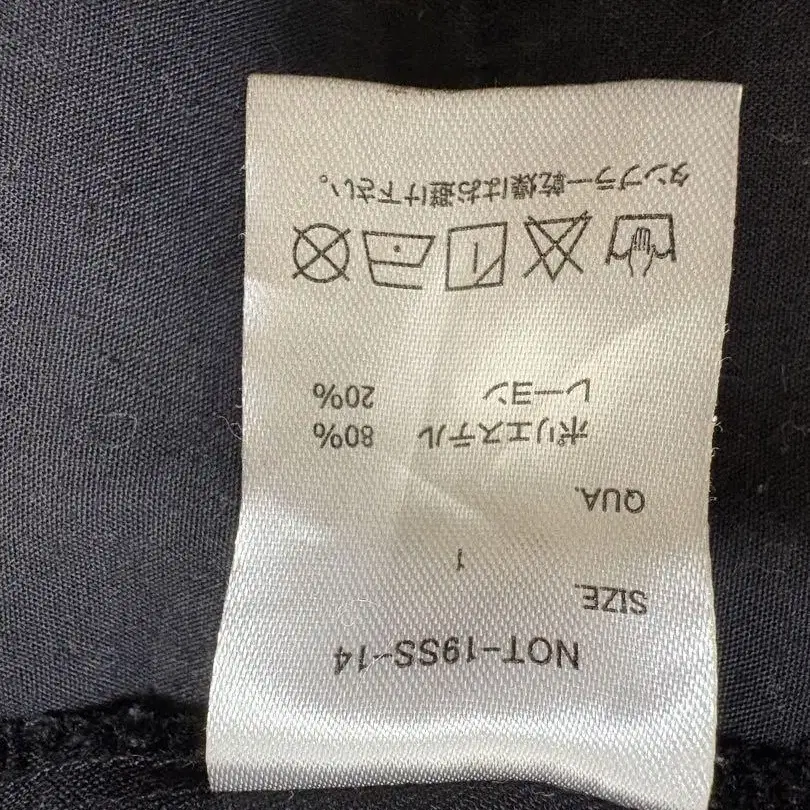 NOT-19SS-14
SIZE.
1
QUA.
ポリエステル 80%
レーヨン 20%
タンブラー乾燥はお避け下さい。